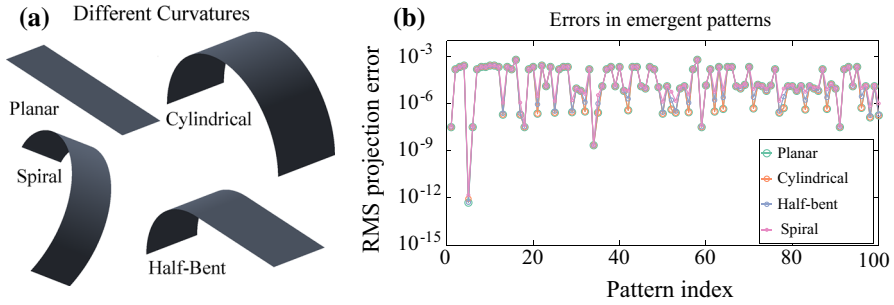 (a)
Different Curvatures
Planar
Cylindrical
Spiral
Half-Bent
(b)
Errors in emergent patterns
RMS projection error
10^-3
10^-6
10^-9
10^-12
10^-15
0 20 40 60 80 100
Pattern index
Planar
Cylindrical
Half-bent
Spiral